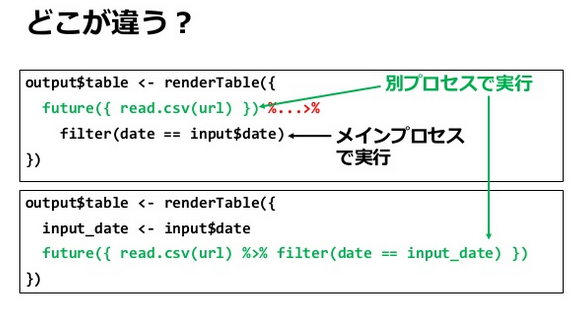 どこが違う？
output$table <- renderTable({
future({ read.csv(url) }) %...>%
filter(date == input$date)
})
別プロセスで実行
メインプロセス
で実行
output$table <- renderTable({
input_date <- input$date
future({ read.csv(url) %>% filter(date == input_date) })
})